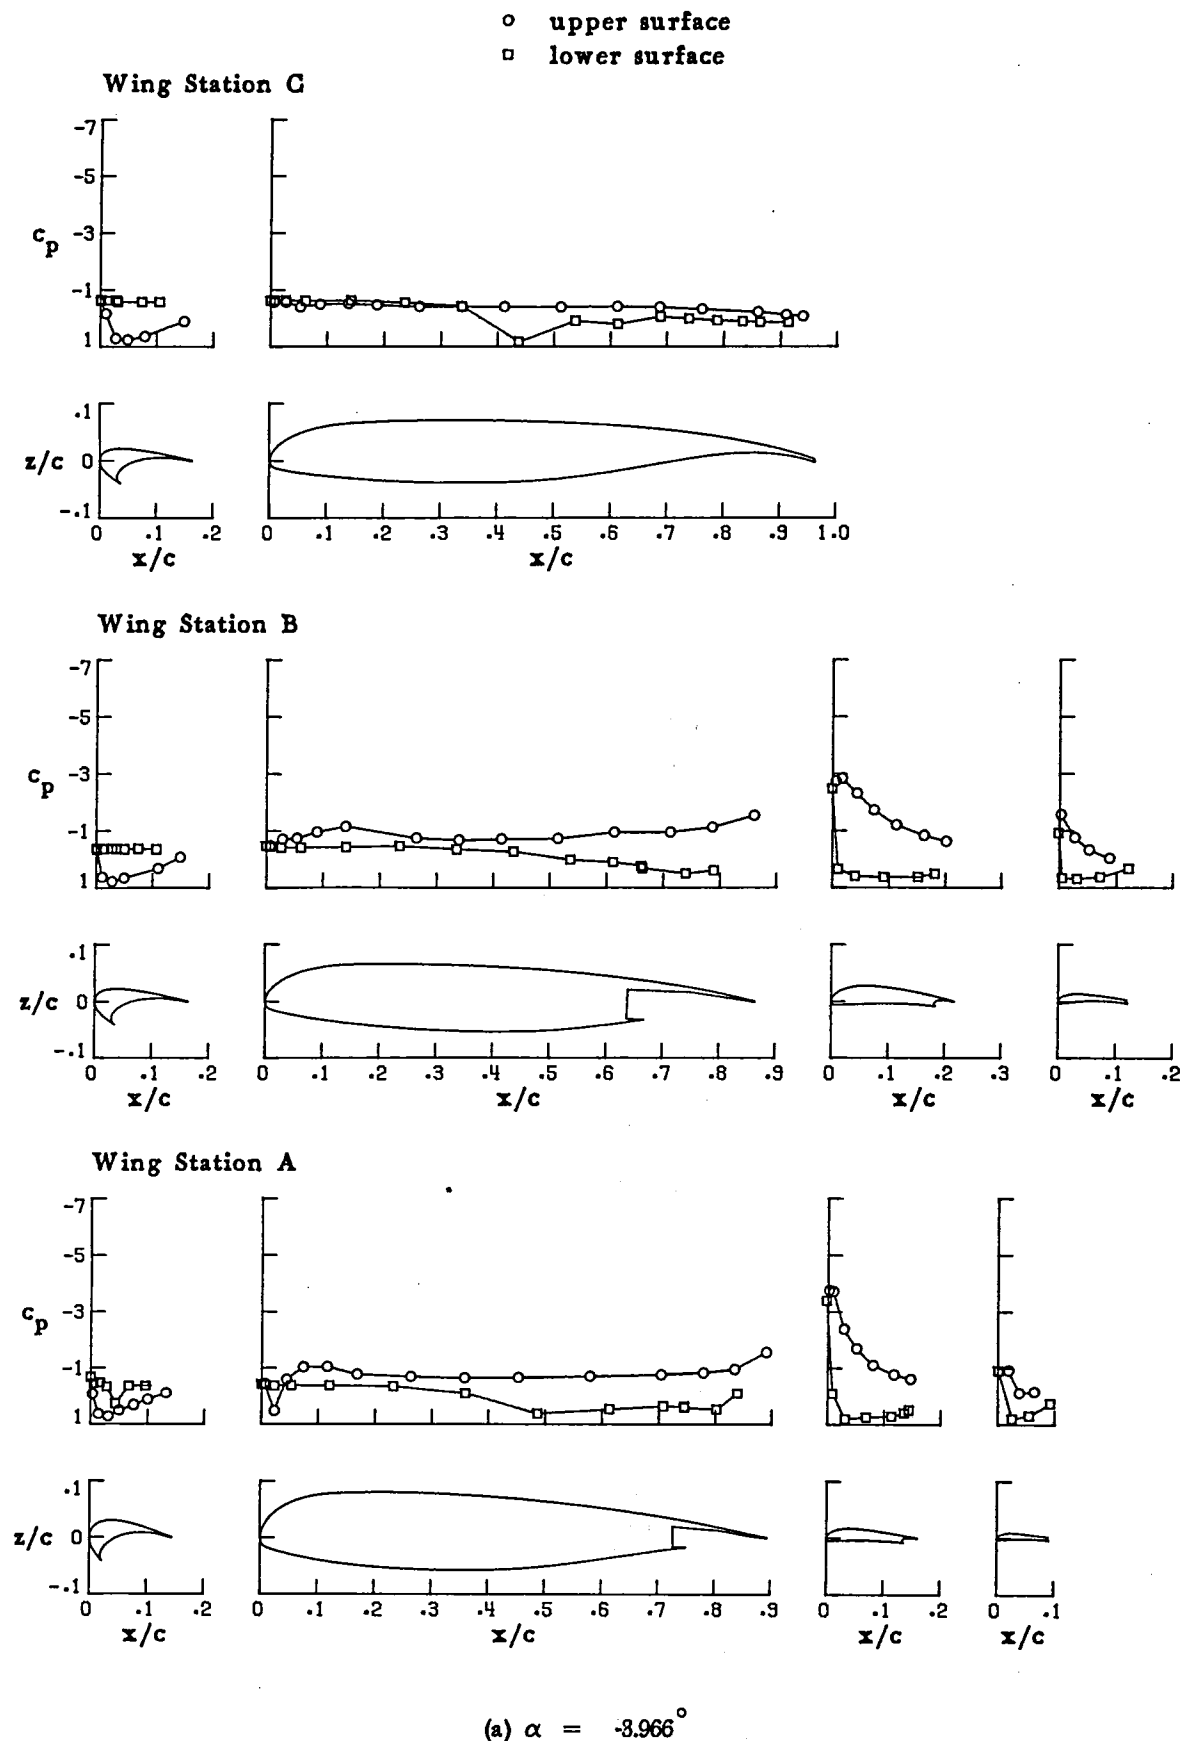 upper surface
lower surface
Wing Station C
-7
-5
-3
-1
1
cp
.1
0
-.1
z/c
0 .1 .2
x/c
0 .1 .2 .3 .4 .5 .6 .7 .8 .9 1.0
x/c
Wing Station B
-7
-5
-3
-1
1
cp
.1
0
-.1
z/c
0 .1 .2
x/c
0 .1 .2 .3 .4 .5 .6 .7 .8 .9
x/c
0 .1 .2 .3
x/c
0 .1 .2
x/c
Wing Station A
-7
-5
-3
-1
1
cp
.1
0
-.1
z/c
0 .1 .2
x/c
0 .1 .2 .3 .4 .5 .6 .7 .8 .9
x/c
0 .1 .2
x/c
0 .1
x/c
(a) α = -3.966°